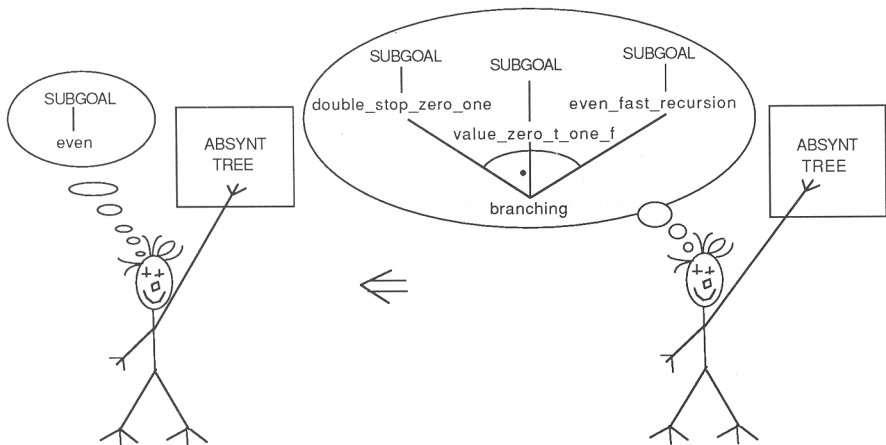 SUBGOAL
even
ABSYNT
TREE
SUBGOAL
SUBGOAL
SUBGOAL
double_stop_zero_one
value_zero_t_one_f
even_fast_recursion
branching
ABSYNT
TREE